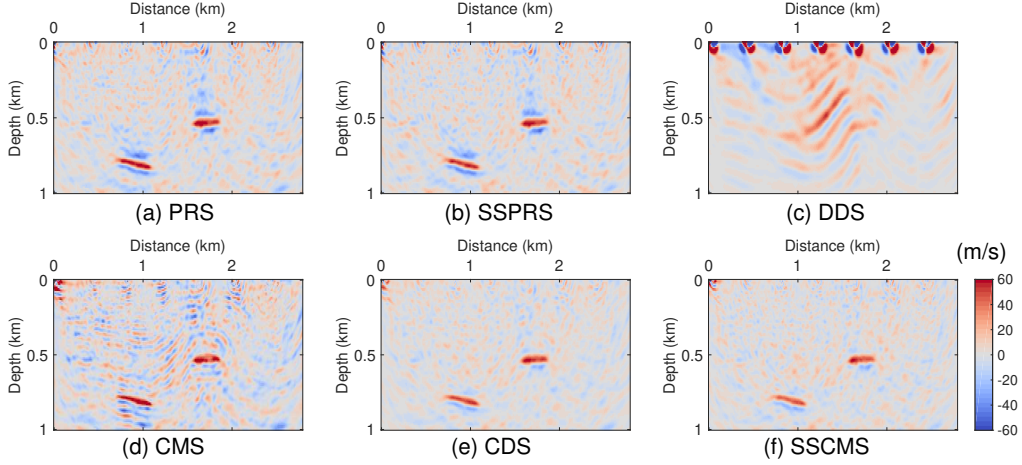 Distance (km) Distance (km) Distance (km)
0 1 2 0 1 2 0 1 2
0 0 0
Depth (km) Depth (km) Depth (km)
0.5 0.5 0.5
1 1 1
(a) PRS (b) SSPRS (c) DDS
Distance (km) Distance (km) Distance (km)
(m/s)
0 1 2 0 1 2 0 1 2
0 0 0 60
40
Depth (km) Depth (km) Depth (km)
20
0.5 0.5 0.5 0
-20
-40
1 1 1 -60
(d) CMS (e) CDS (f) SSCMS